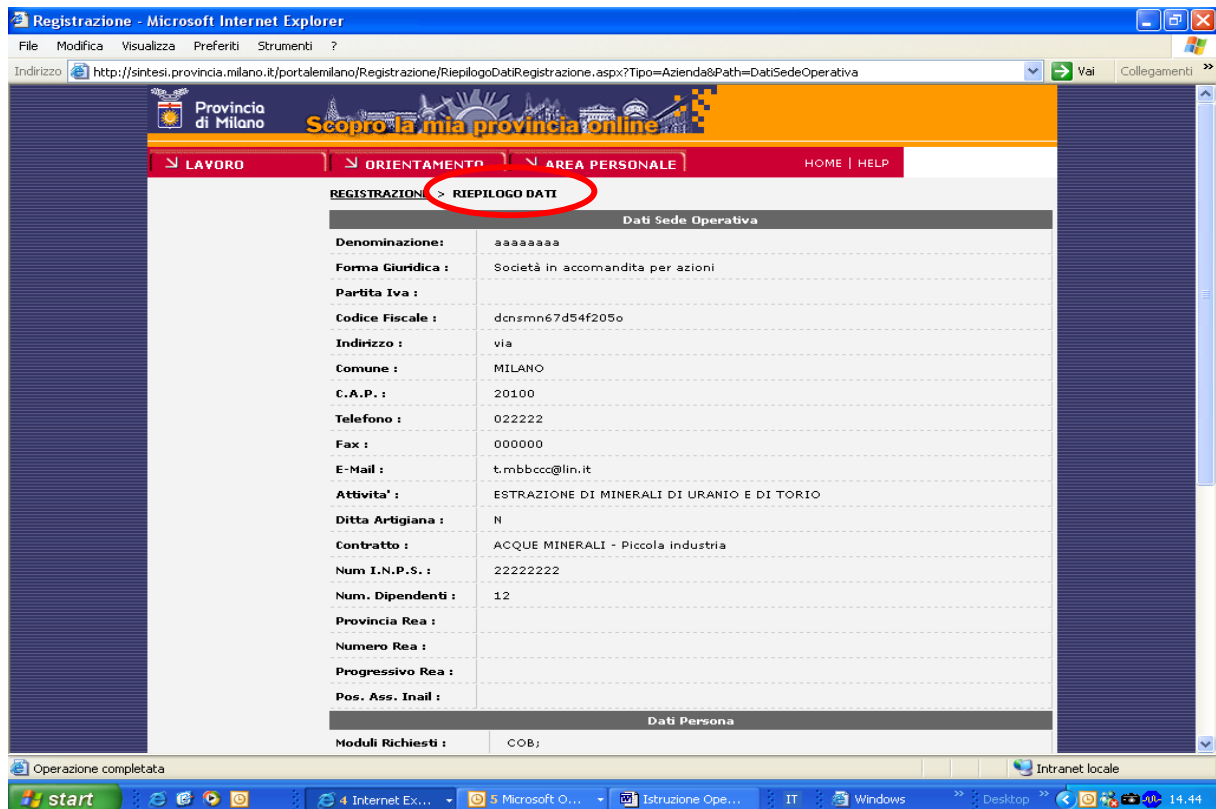 Registrazione - Microsoft Internet Explorer
File Modifica Visualizza Preferiti Strumenti ?
Indirizzo http://sintesi.provincia.milano.it/portalemilano/Registrazione/RiepilogoDatiRegistrazione.aspx?Tipo=Azienda&Path=DatiSedeOperativa Vai Collegamenti »
Provincia
di Milano
Scopro la mia provincia online
LAVORO ORIENTAMENTO AREA PERSONALE HOME | HELP
REGISTRAZIONE > RIEPILOGO DATI
Dati Sede Operativa
Denominazione: aaaaaaaa
Forma Giuridica : Società in accomandita per azioni
Partita Iva :
Codice Fiscale : dcnsmn67d54f205o
Indirizzo : via
Comune : MILANO
C.A.P. : 20100
Telefono : 022222
Fax : 000000
E-Mail : t.mbbccc@lin.it
Attivita' : ESTRAZIONE DI MINERALI DI URANIO E DI TORIO
Ditta Artigiana : N
Contratto : ACQUE MINERALI - Piccola industria
Num I.N.P.S. : 22222222
Num. Dipendenti : 12
Provincia Rea :
Numero Rea :
Progressivo Rea :
Pos. Ass. Inail :
Dati Persona
Moduli Richiesti : COB;
Operazione completata Intranet locale
start 4 Internet Ex... 5 Microsoft O... Istruzione Ope... IT Windows » Desktop » 14.44